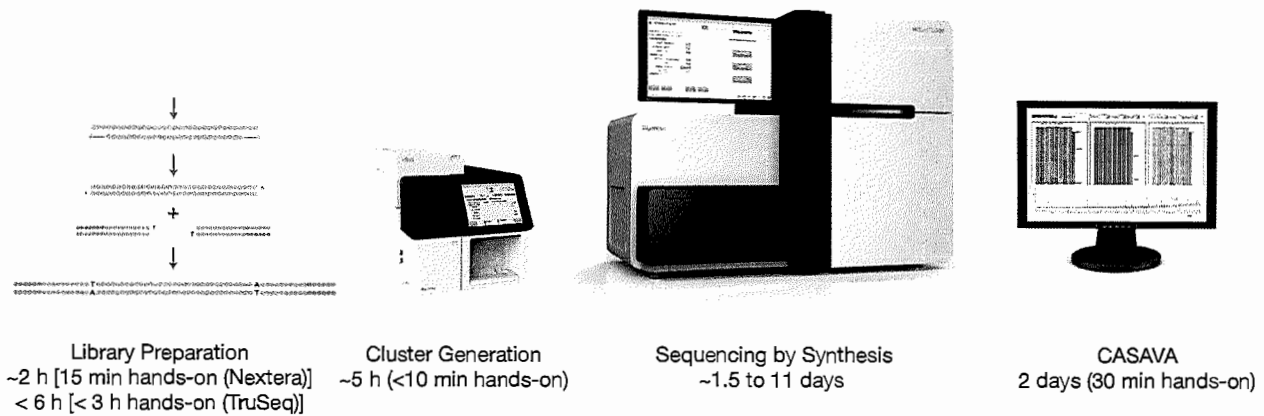 T
T
T
A
A
T
Library Preparation
~2 h [15 min hands-on (Nextera)]
< 6 h [< 3 h hands-on (TruSeq)]
Cluster Generation
~5 h (<10 min hands-on)
Sequencing by Synthesis
~1.5 to 11 days
CASAVA
2 days (30 min hands-on)